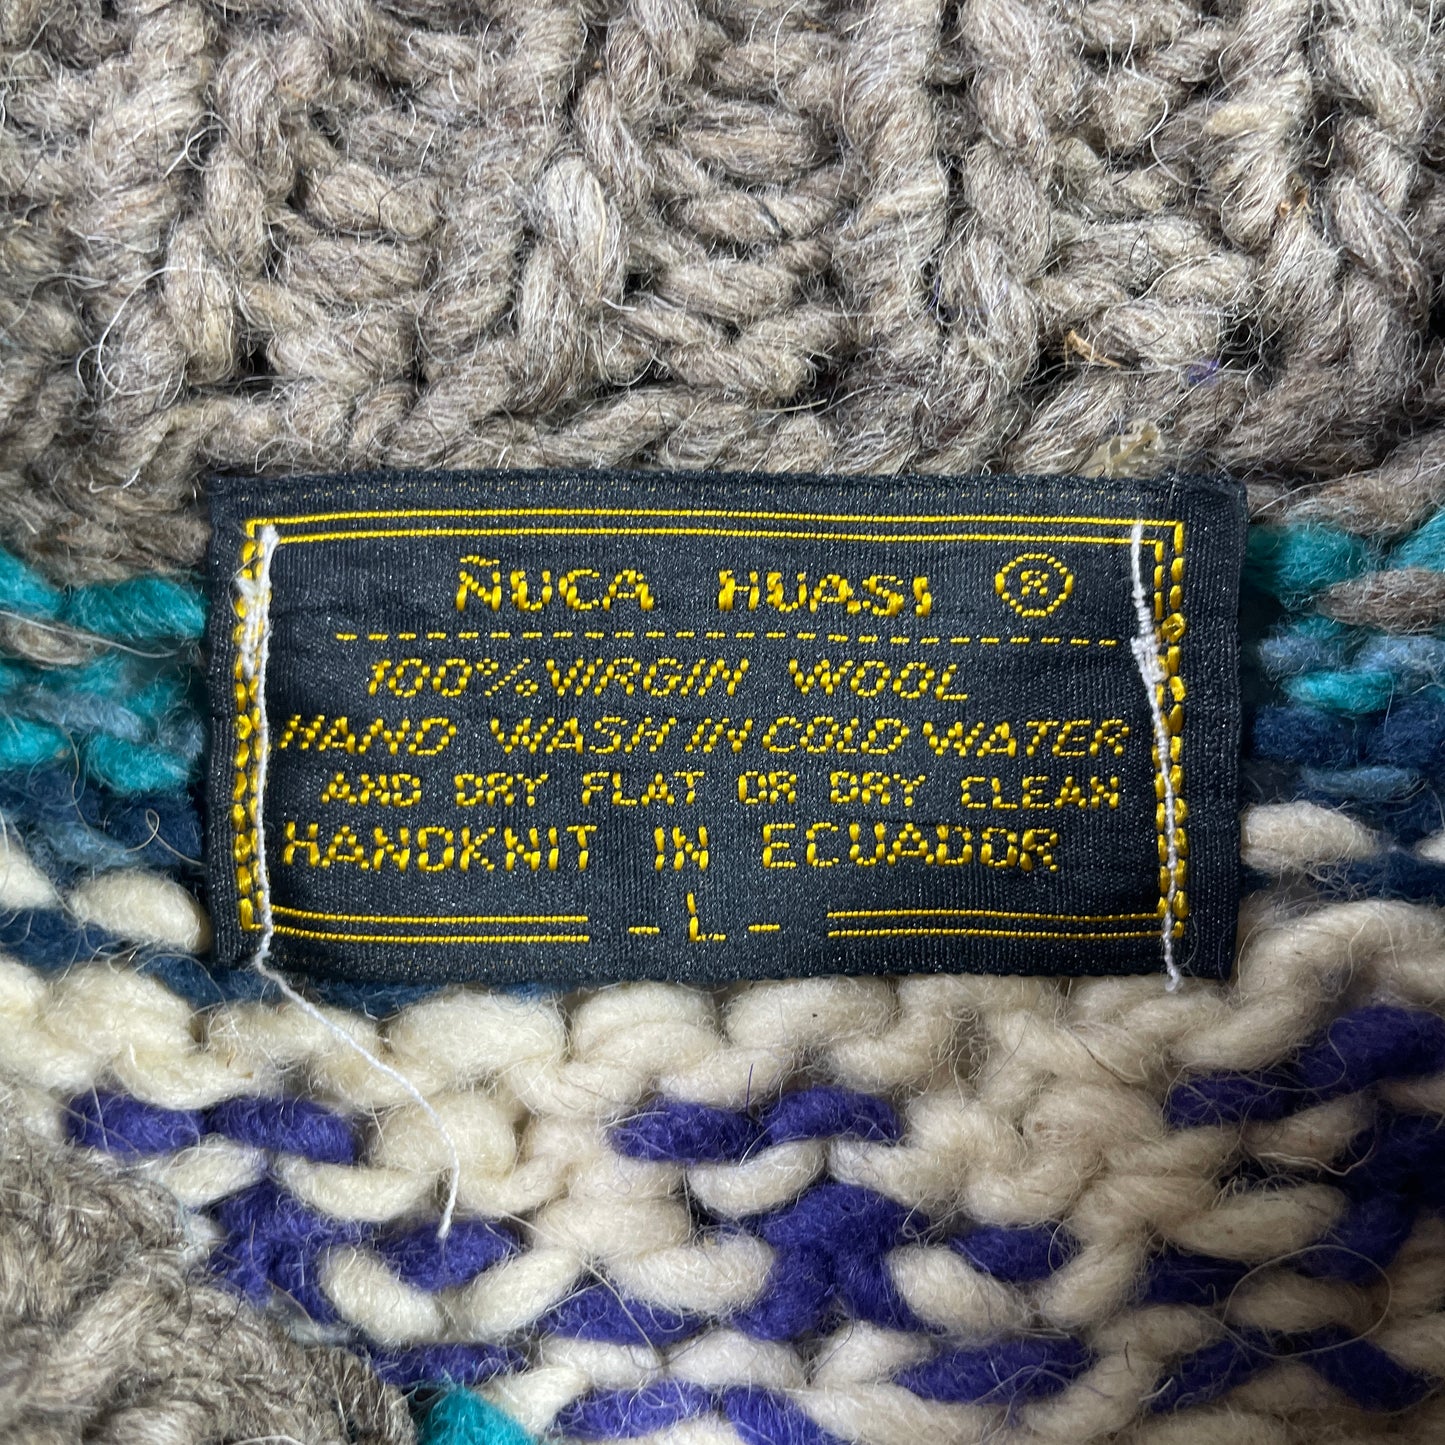 ÑUCA HUASI ®
100% VIRGIN WOOL
HAND WASH IN COLD WATER
AND DRY FLAT OR DRY CLEAN
HANDKNIT IN ECUADOR
- L -